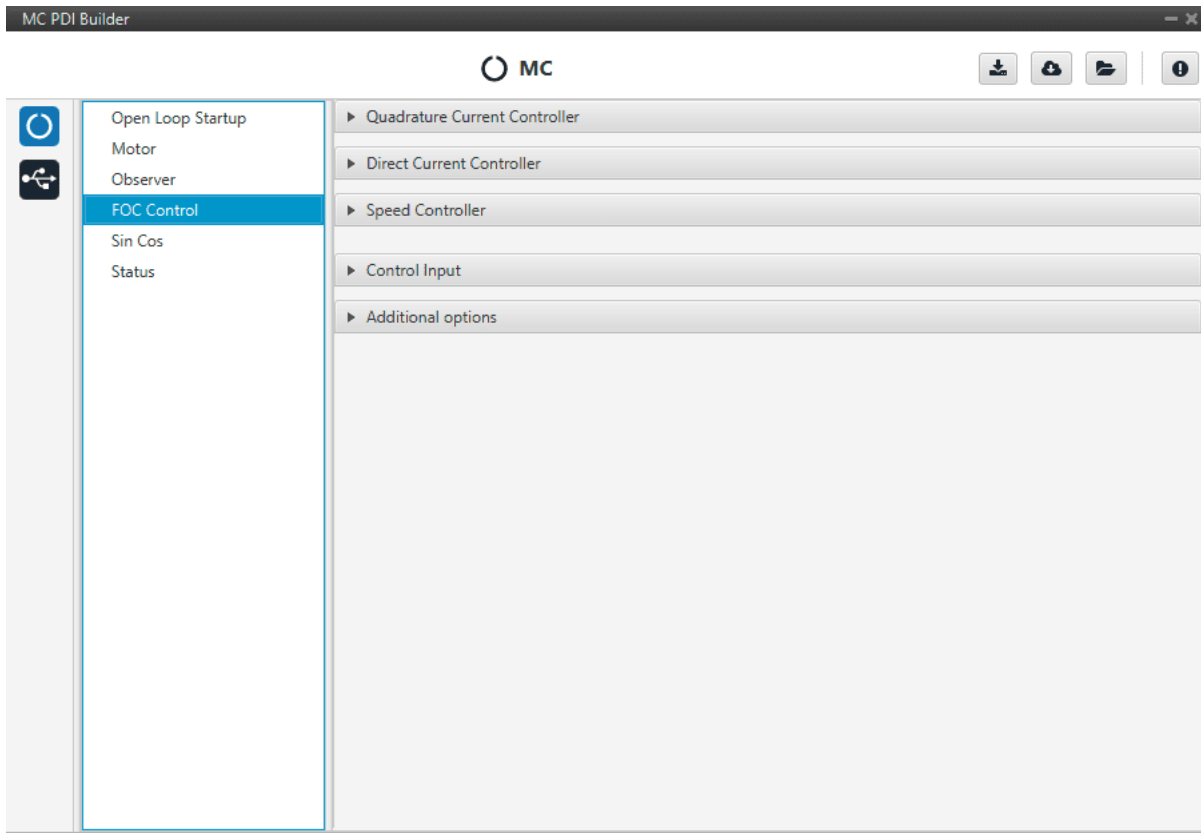 MC PDI Builder
MC
Open Loop Startup
Motor
Observer
FOC Control
Sin Cos
Status
Quadrature Current Controller
Direct Current Controller
Speed Controller
Control Input
Additional options